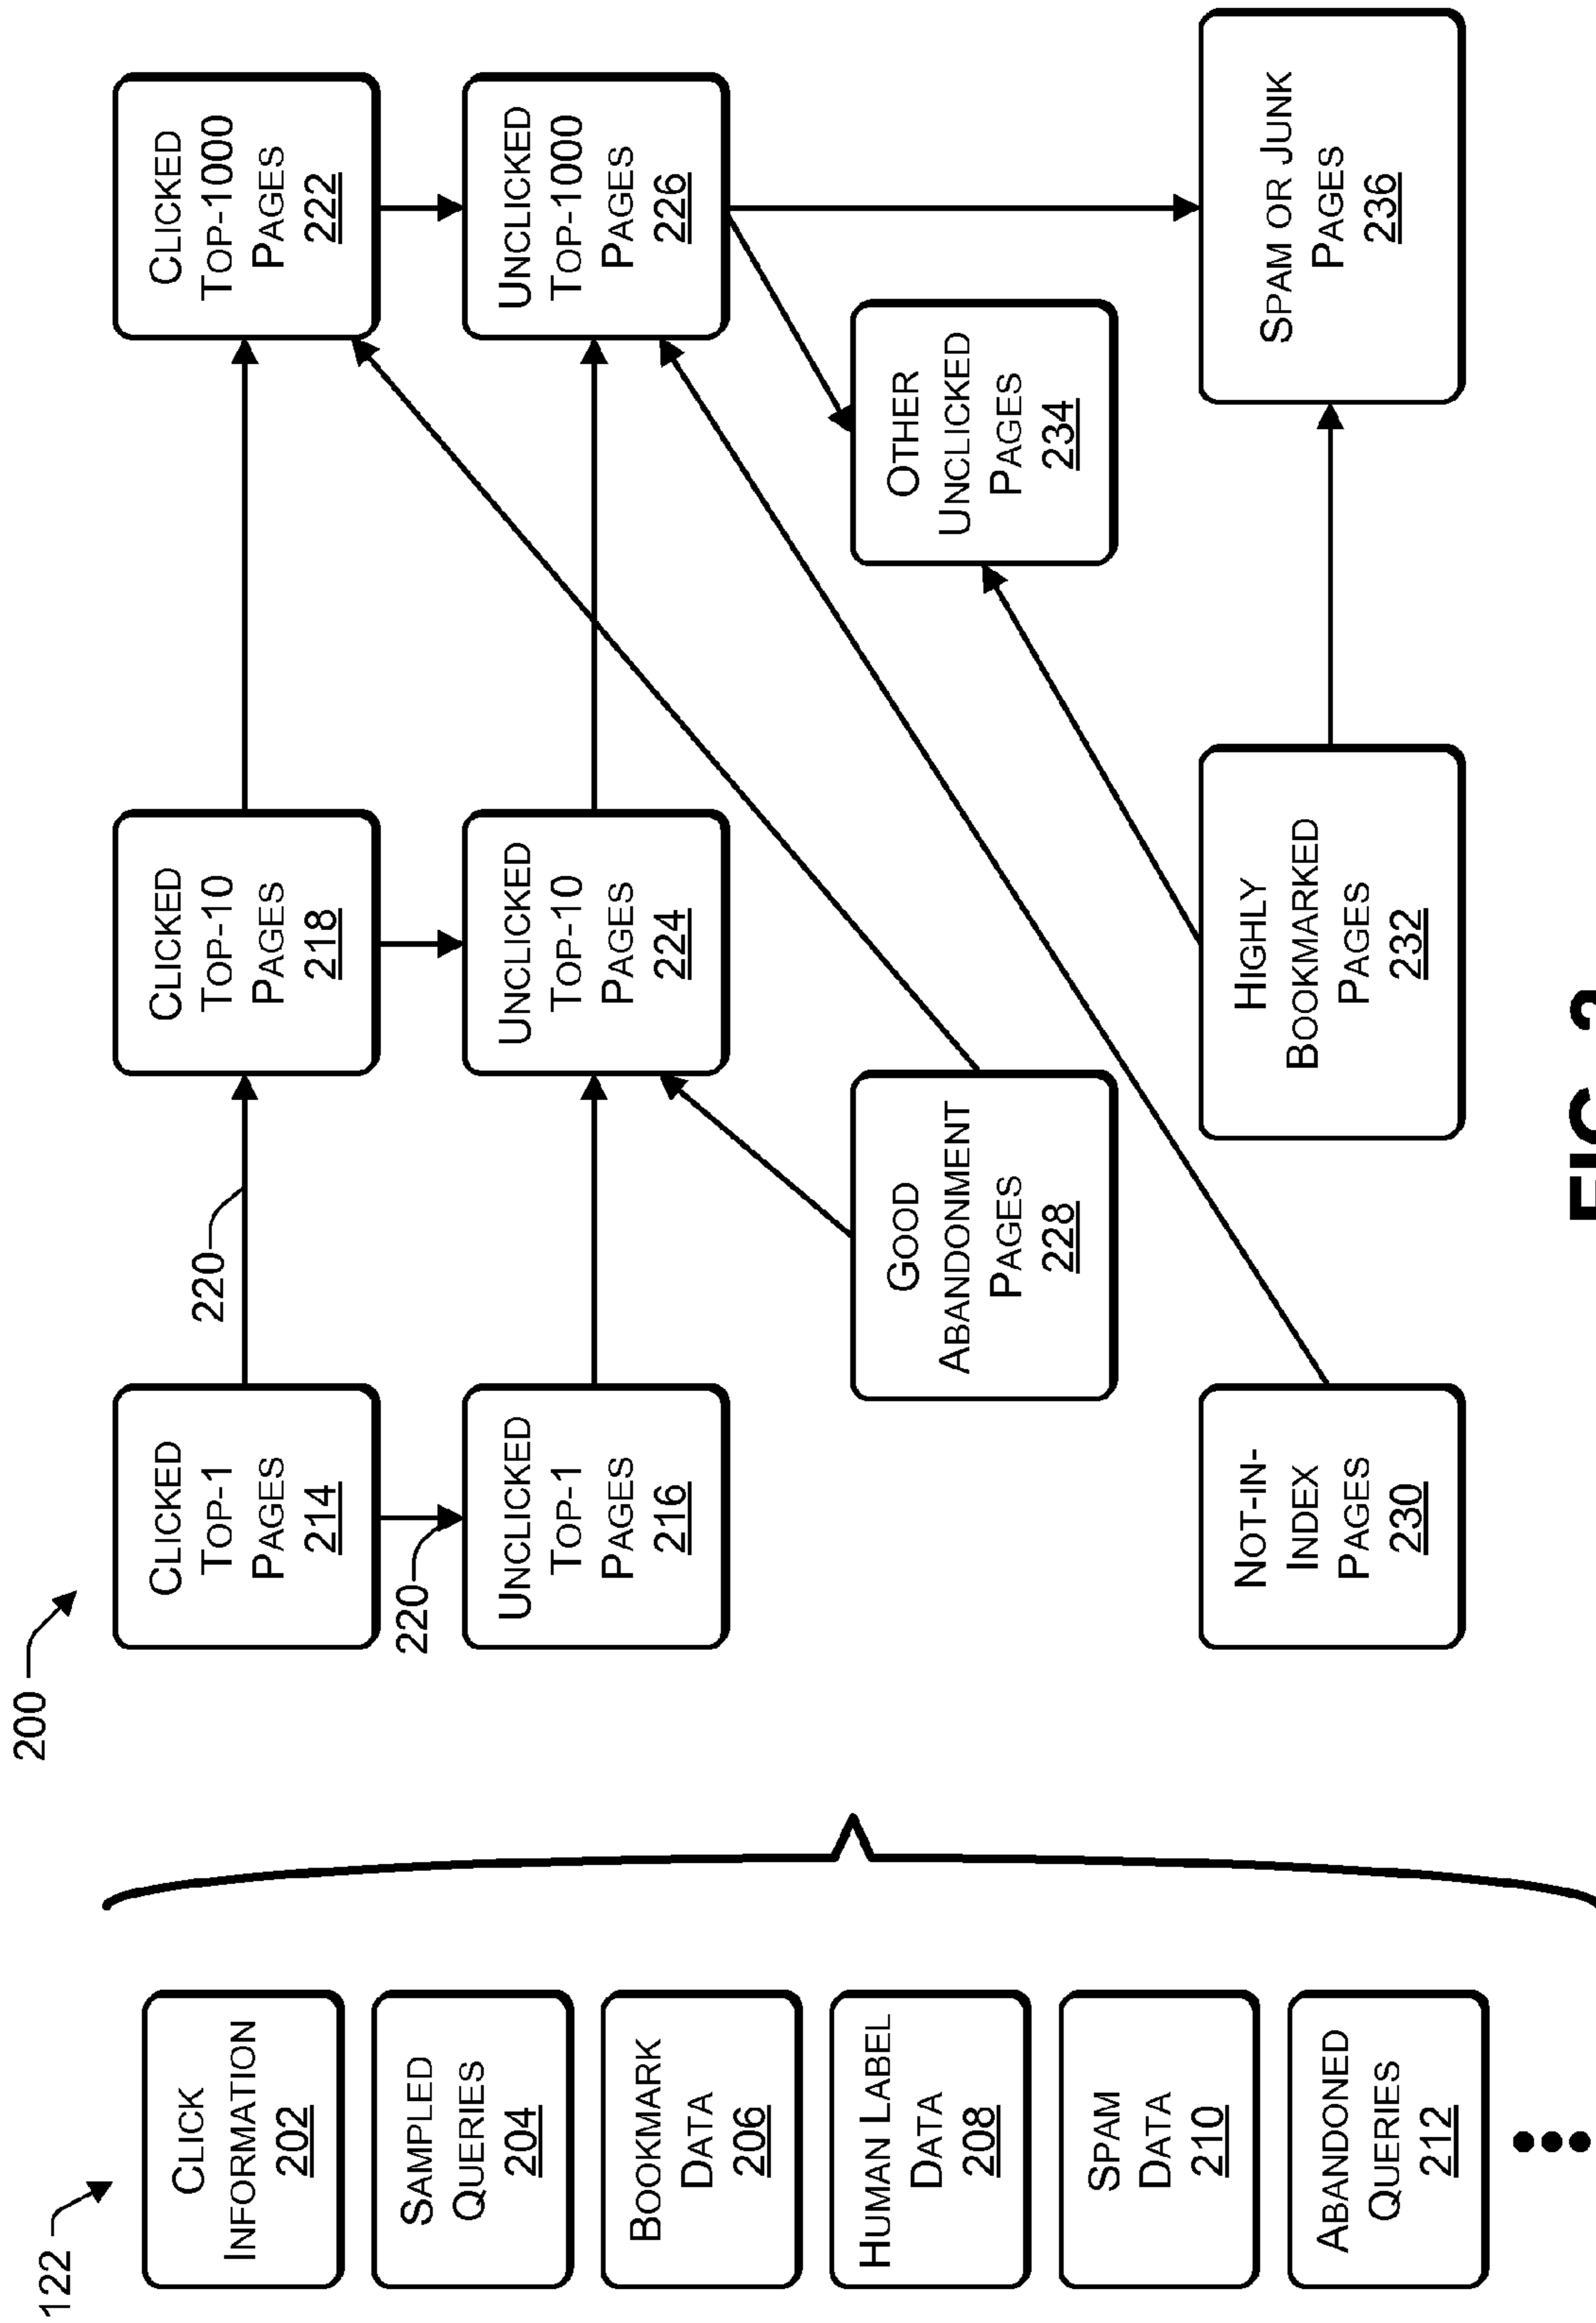 122
CLICK
INFORMATION
202
SAMPLED
QUERIES
204
BOOKMARK
DATA
206
HUMAN LABEL
DATA
208
SPAM
DATA
210
ABANDONED
QUERIES
212
200
CLICKED
TOP-1
PAGES
214
220
CLICKED
TOP-10
PAGES
218
CLICKED
TOP-1000
PAGES
222
220
UNCLICKED
TOP-1
PAGES
216
UNCLICKED
TOP-10
PAGES
224
UNCLICKED
TOP-1000
PAGES
226
GOOD
ABANDONMENT
PAGES
228
OTHER
UNCLICKED
PAGES
234
NOT-IN-
INDEX
PAGES
230
HIGHLY
BOOKMARKED
PAGES
232
SPAM OR JUNK
PAGES
236
FIG.